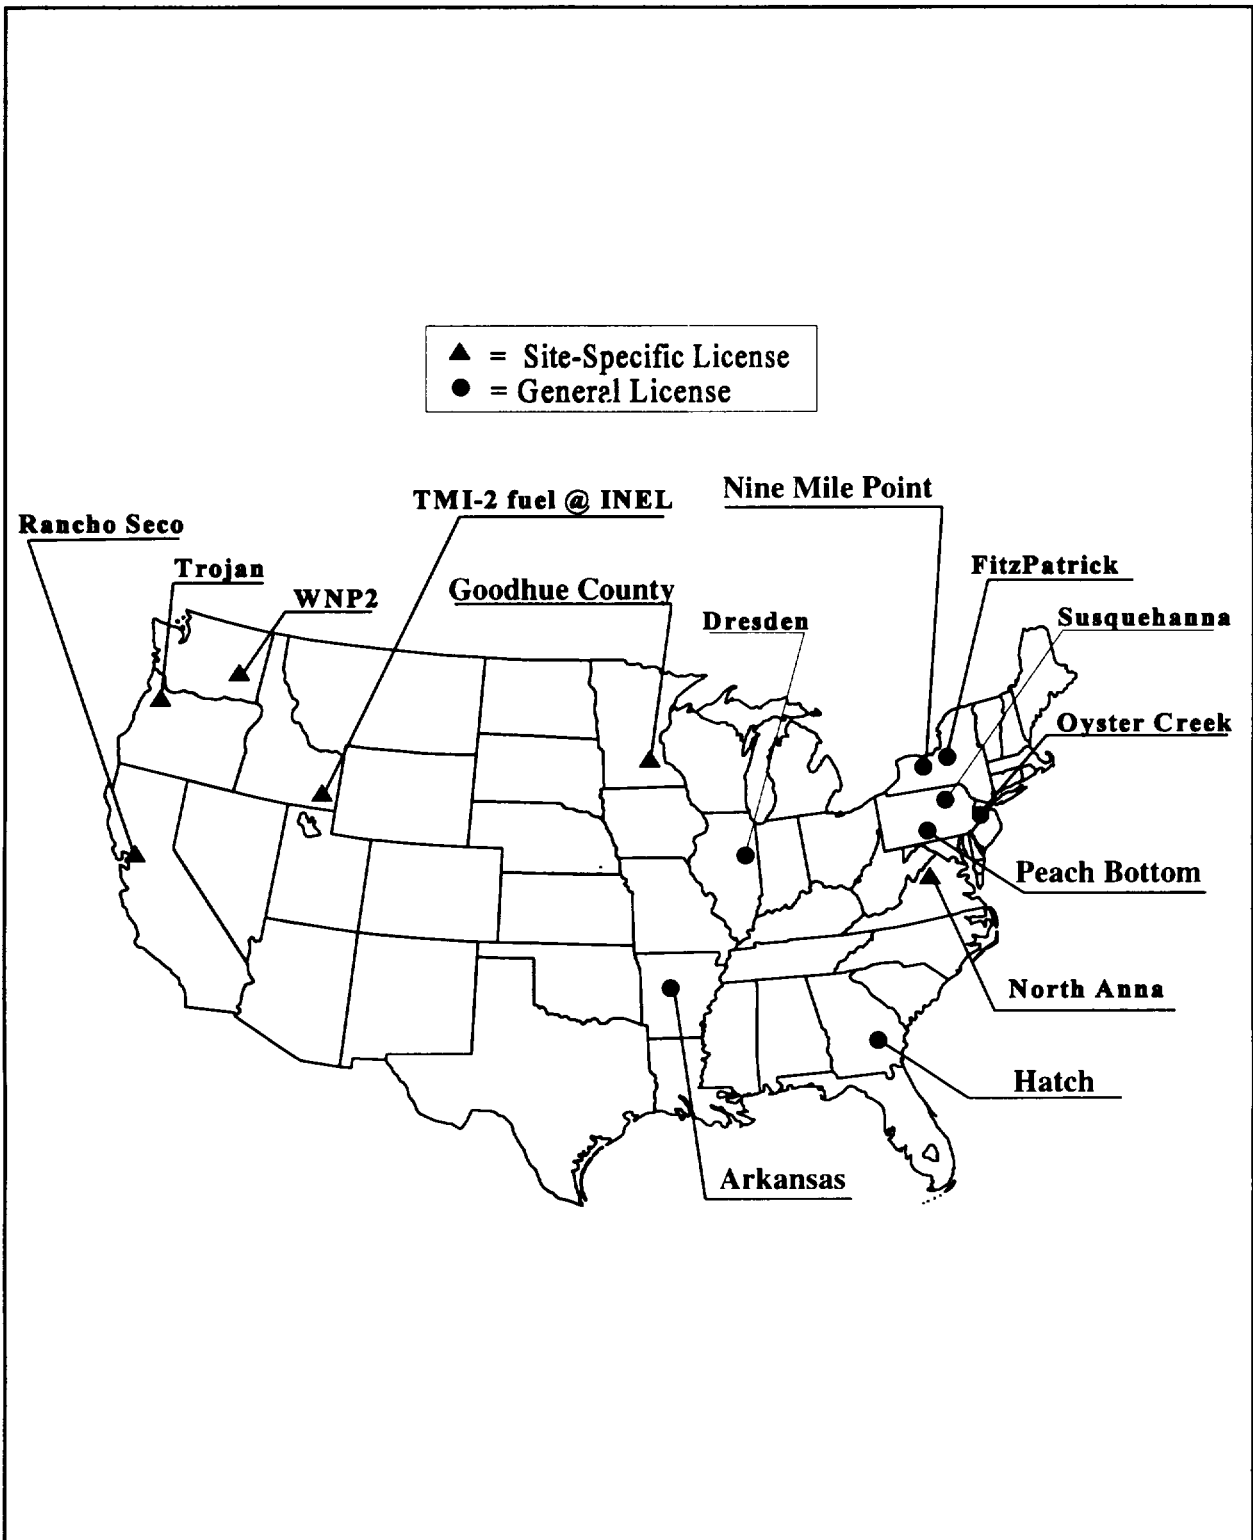 ▲ = Site-Specific License
● = General License
Nine Mile Point
TMI-2 fuel @ INEL
Rancho Seco
FitzPatrick
Trojan
WNP2
Goodhue County
Dresden
Susquehanna
Oyster Creek
Peach Bottom
North Anna
Hatch
Arkansas